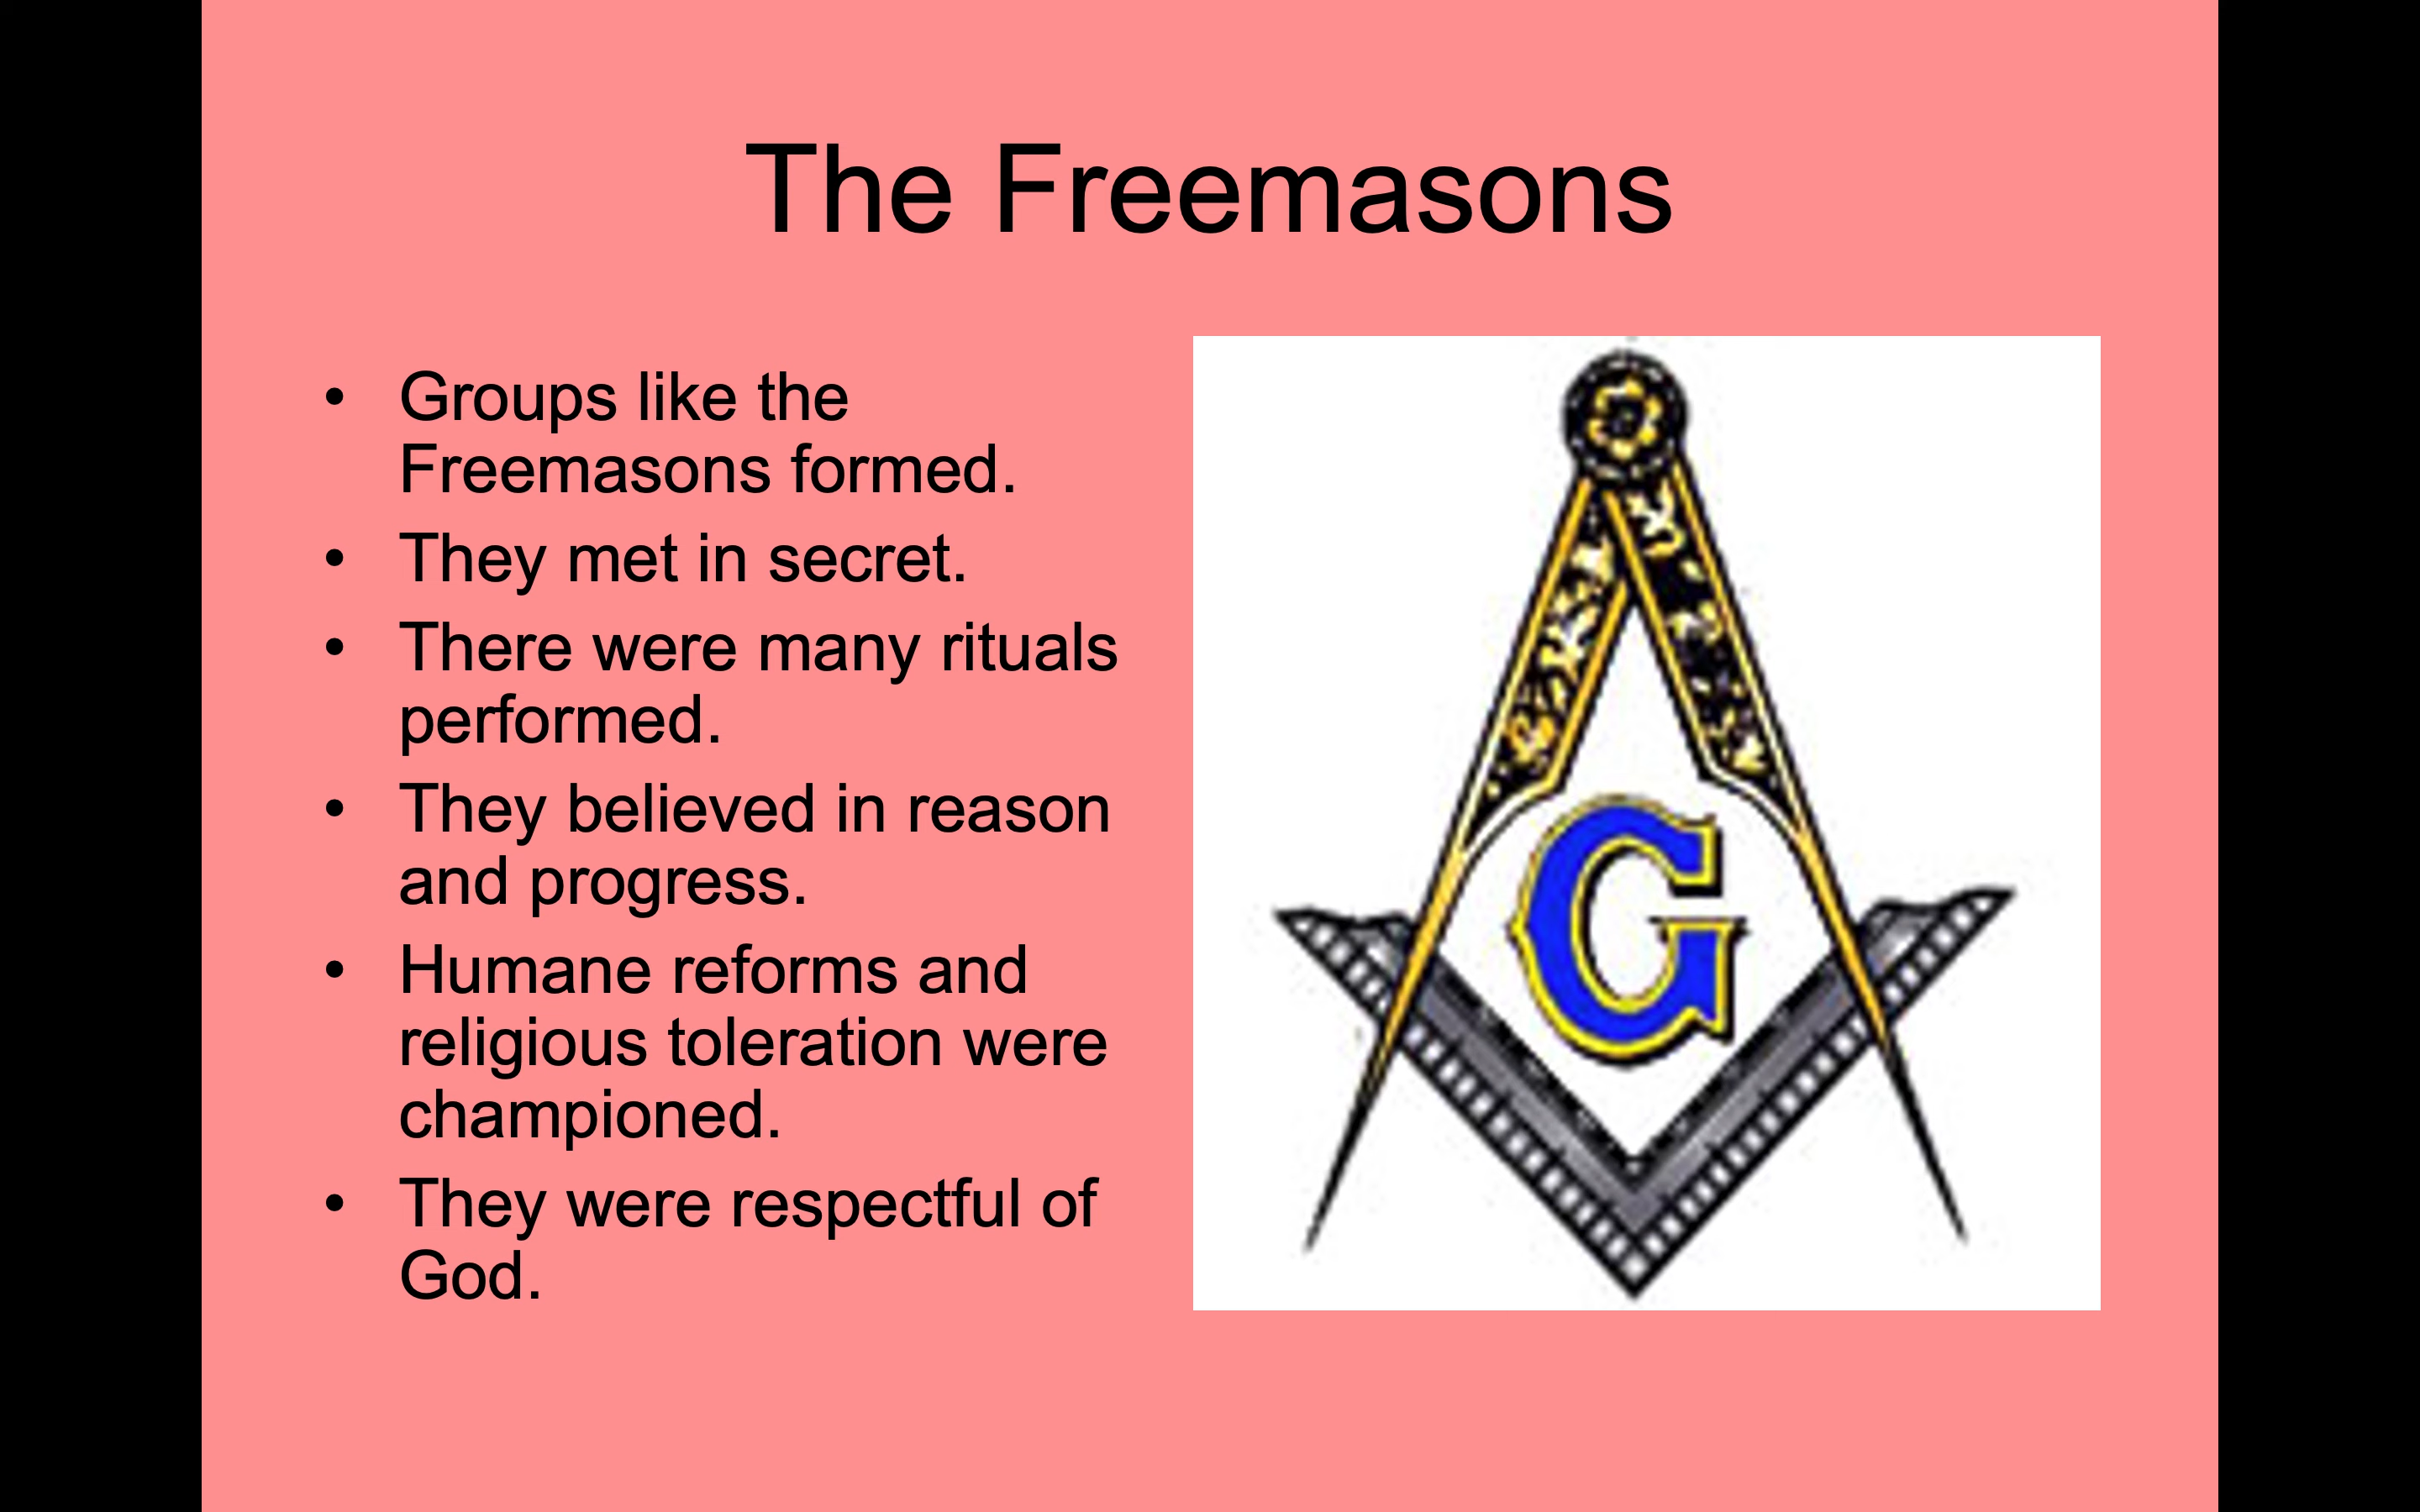 The Freemasons
• Groups like the
Freemasons formed.
• They met in secret.
• There were many rituals
performed.
• They believed in reason
and progress.
• Humane reforms and
religious toleration were
championed.
• They were respectful of
God.
G